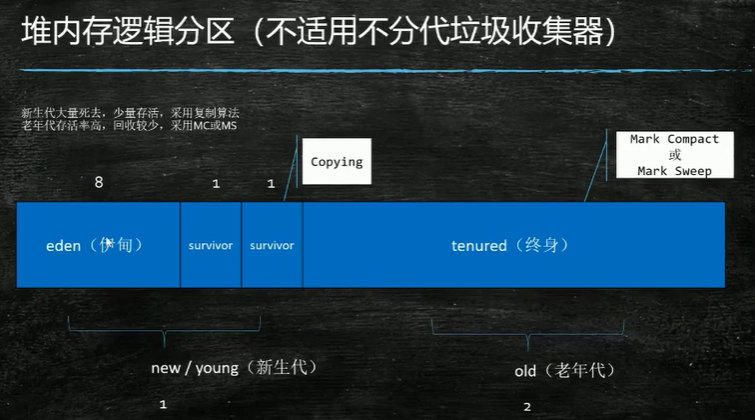 堆内存逻辑分区（不适用不分代垃圾收集器）
新生代大量死去，少量存活，采用复制算法
老年代存活率高，回收较少，采用MC或MS
Copying
Mark Compact
或
Mark Sweep
8
1
1
eden（伊甸）
survivor
survivor
tenured（终身）
new / young（新生代）
old（老年代）
1
2